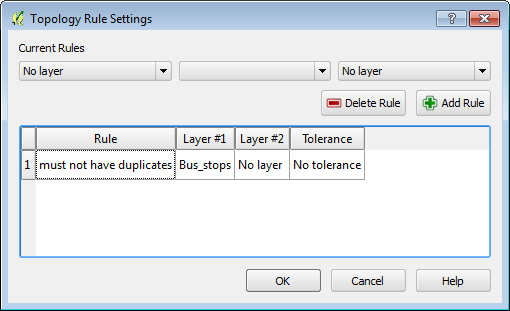 Topology Rule Settings
Current Rules
No layer No layer
Delete Rule Add Rule
Rule Layer #1 Layer #2 Tolerance
1 must not have duplicates Bus_stops No layer No tolerance
OK Cancel Help